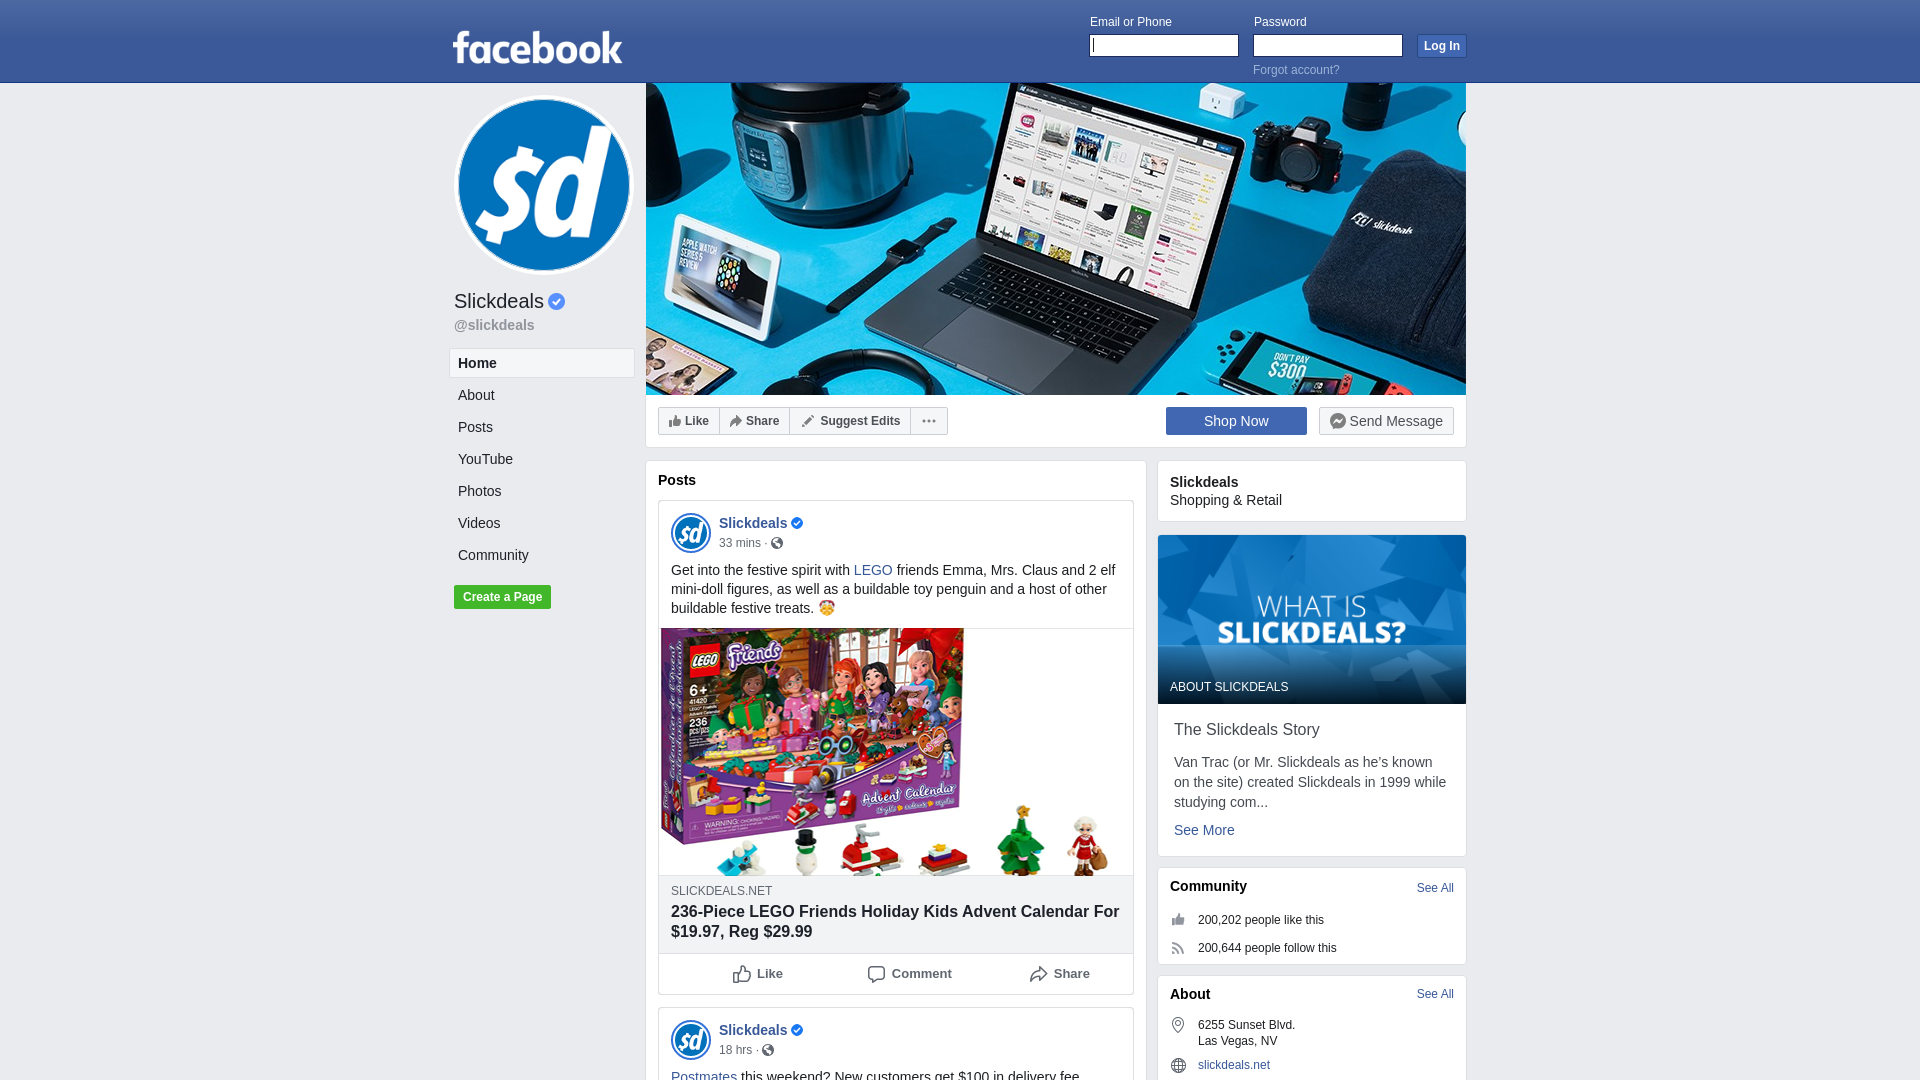 facebook
Email or Phone
Password
Log In
Forgot account?
$d
Slickdeals
@slickdeals
Home
About
Posts
YouTube
Photos
Videos
Community
Create a Page
APPLE WATCH
SERIES 5
REVIEW
slickdeals
DON'T PAY
$300
Like
Share
Suggest Edits
Shop Now
Send Message
Posts
$d
Slickdeals
33 mins ·
Get into the festive spirit with LEGO friends Emma, Mrs. Claus and 2 elf
mini-doll figures, as well as a buildable toy penguin and a host of other
buildable festive treats.
LEGO Friends
6+
41420
236
pcs/pzs
Advent Calendar
WARNING:
SLICKDEALS.NET
236-Piece LEGO Friends Holiday Kids Advent Calendar For
$19.97, Reg $29.99
Like
Comment
Share
$d
Slickdeals
18 hrs ·
Postmates this weekend? New customers get $100 in delivery fee
Slickdeals
Shopping & Retail
WHAT IS
SLICKDEALS?
ABOUT SLICKDEALS
The Slickdeals Story
Van Trac (or Mr. Slickdeals as he’s known
on the site) created Slickdeals in 1999 while
studying com...
See More
Community
See All
200,202 people like this
200,644 people follow this
About
See All
6255 Sunset Blvd.
Las Vegas, NV
slickdeals.net